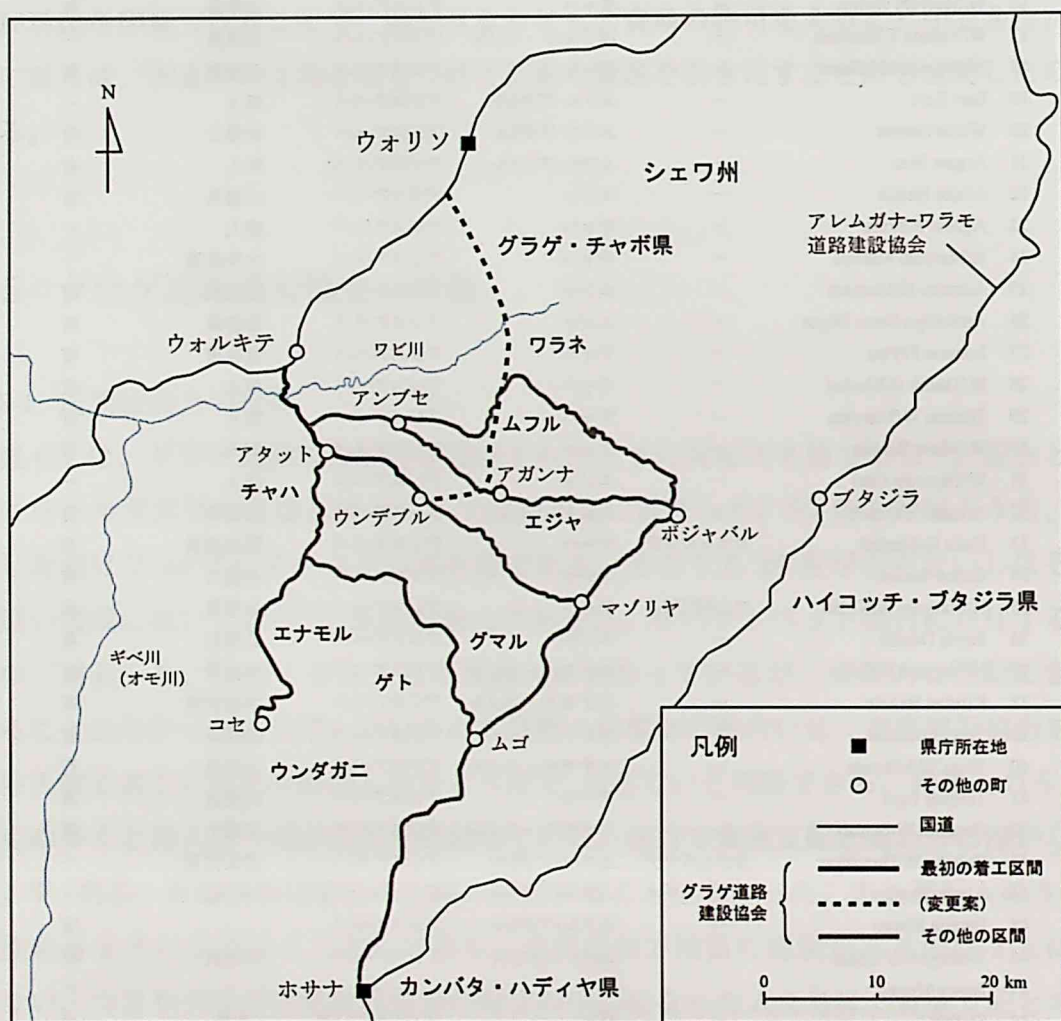 N
ウォリソ
シェワ州
アレムガナーワラモ
道路建設協会
グラゲ・チャボ県
ウォルキテ
ワビ川
ワラネ
アンブセ
ムフル
アタット
アガンナ
チャハ
ウンデブル
エジャ
ボジャバル
ブタジラ
マゾリヤ
ハイコッチ・ブタジラ県
エナモル
グマル
ギベ川
(オモ川)
ゲト
コセ
ムゴ
ウンダガニ
ホサナ
カンバタ・ハディヤ県
凡例
県庁所在地
その他の町
国道
グラゲ道路
建設協会
最初の着工区間
(変更案)
その他の区間
0 10 20 km